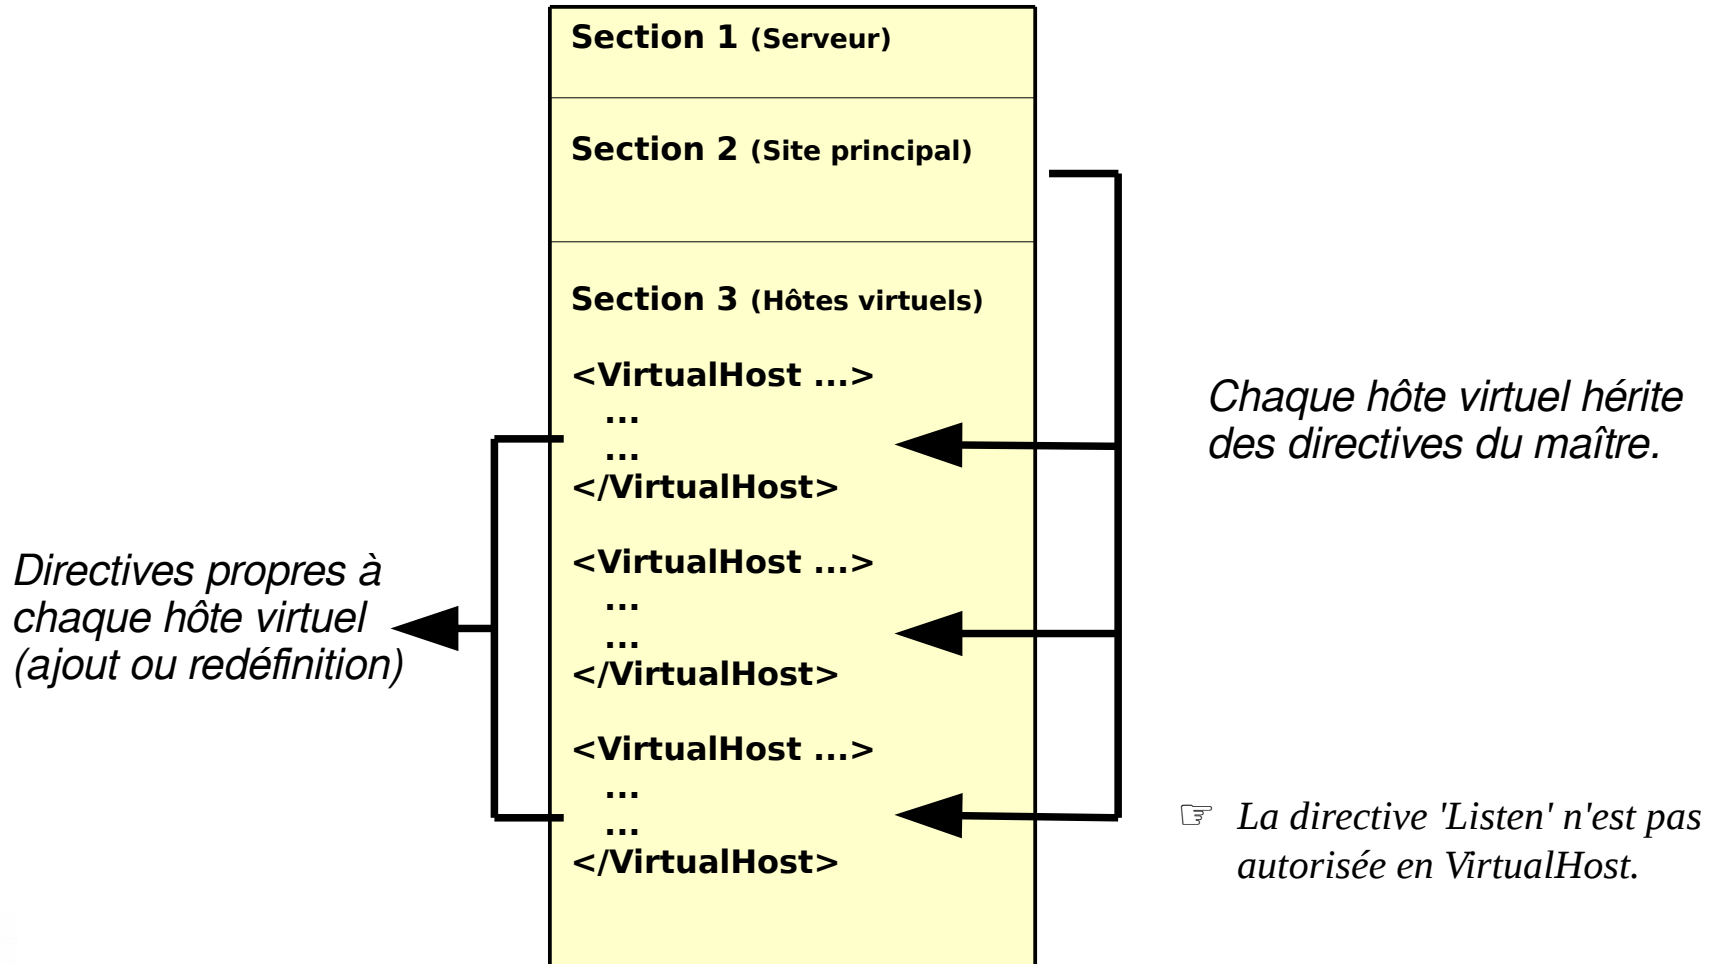 Section 1 (Serveur)
Section 2 (Site principal)
Section 3 (Hôtes virtuels)
<VirtualHost ...>
...
...
</VirtualHost>
<VirtualHost ...>
...
...
</VirtualHost>
<VirtualHost ...>
...
...
</VirtualHost>
Directives propres à
chaque hôte virtuel
(ajout ou redéfinition)
Chaque hôte virtuel hérite
des directives du maître.
☞ La directive 'Listen' n'est pas
autorisée en VirtualHost.